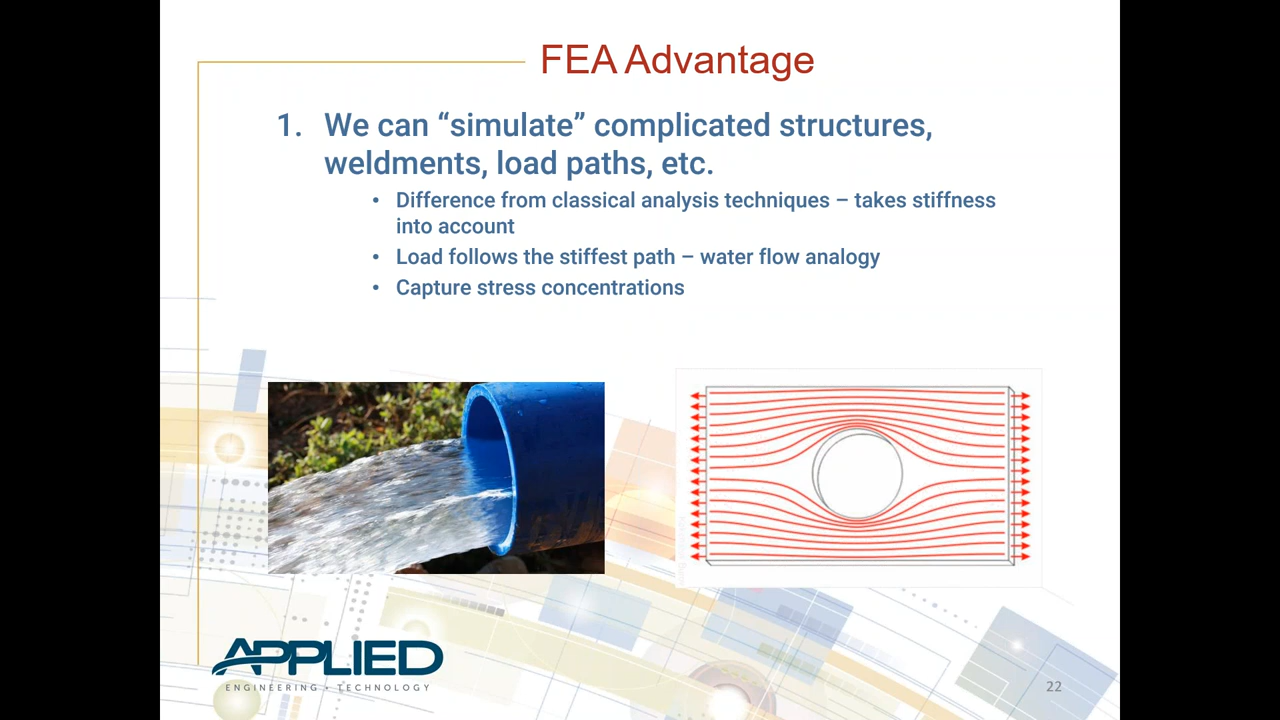 FEA Advantage
1. We can “simulate” complicated structures,
weldments, load paths, etc.
• Difference from classical analysis techniques – takes stiffness
into account
• Load follows the stiffest path – water flow analogy
• Capture stress concentrations
APPLIED
ENGINEERING • TECHNOLOGY
22